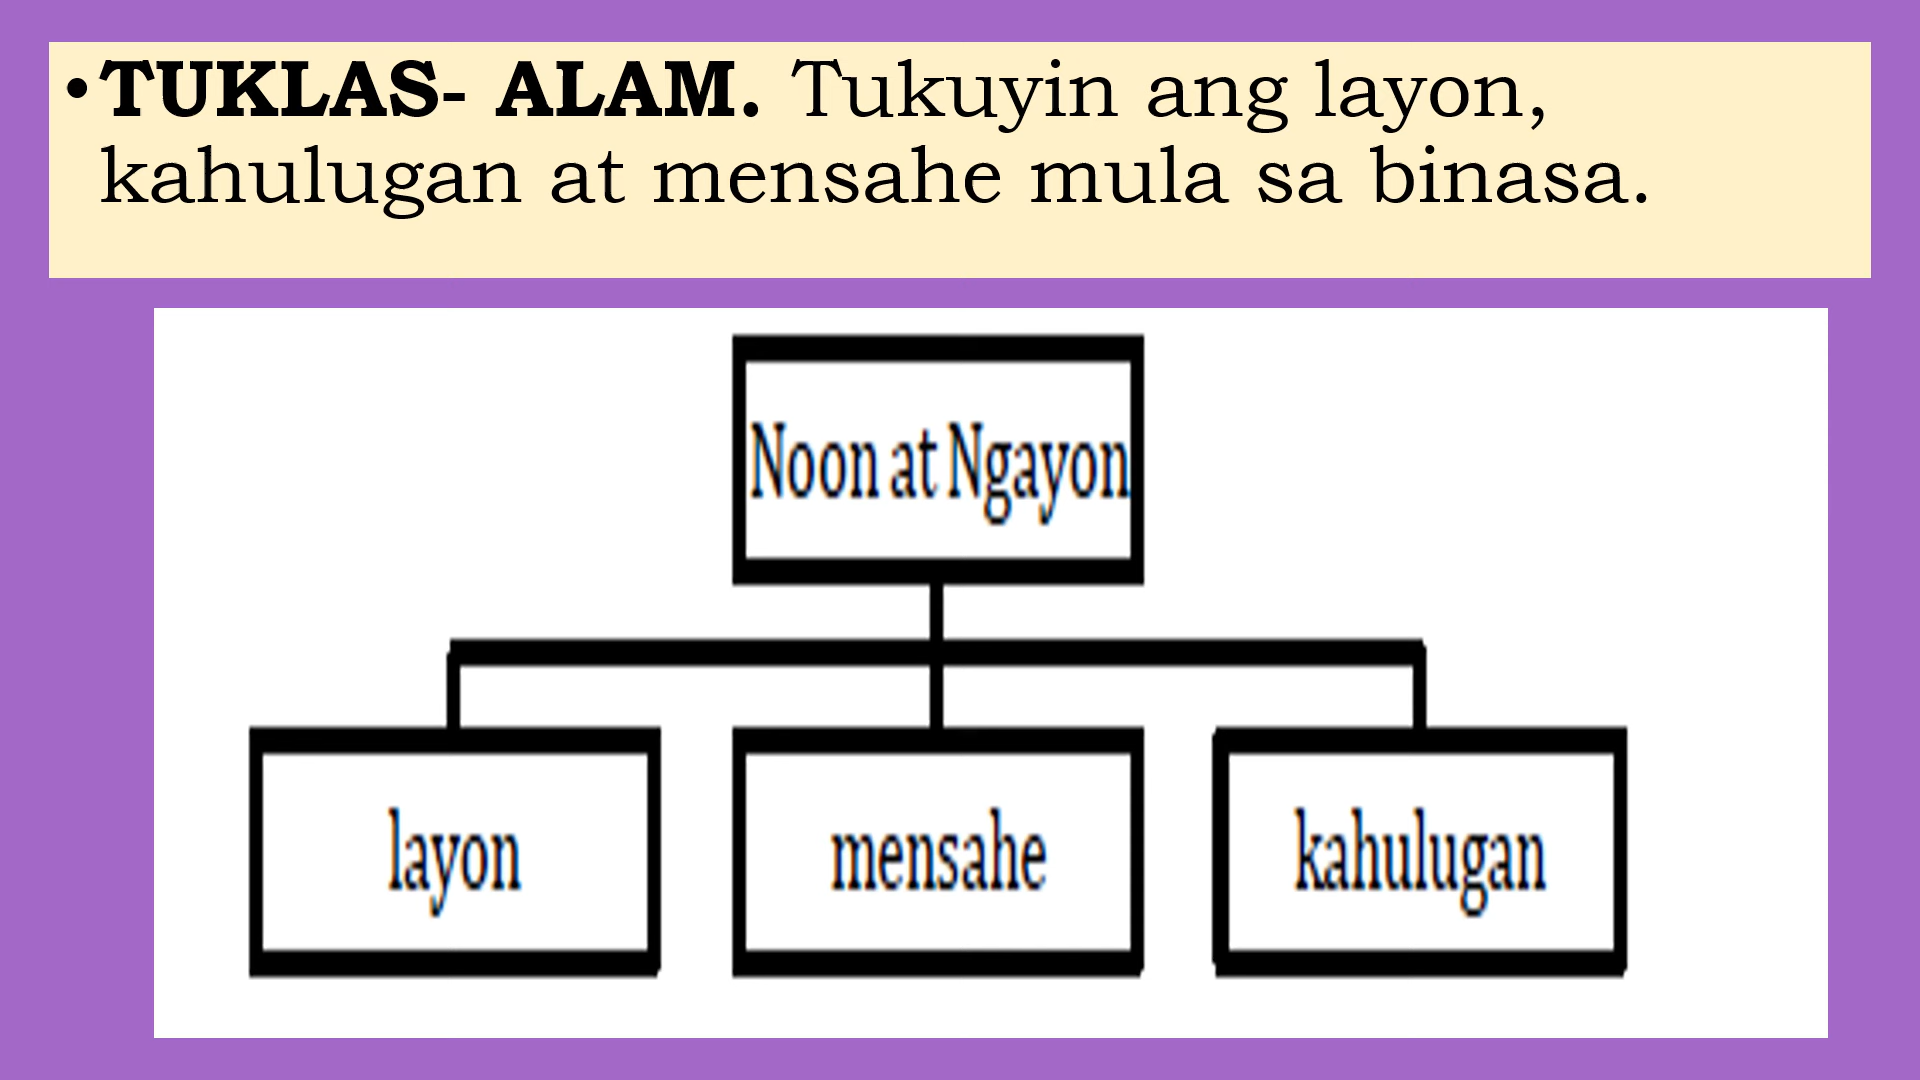 • TUKLAS- ALAM. Tukuyin ang layon,
kahulugan at mensahe mula sa binasa.
Noon at Ngayon
layon
mensahe
kahulugan